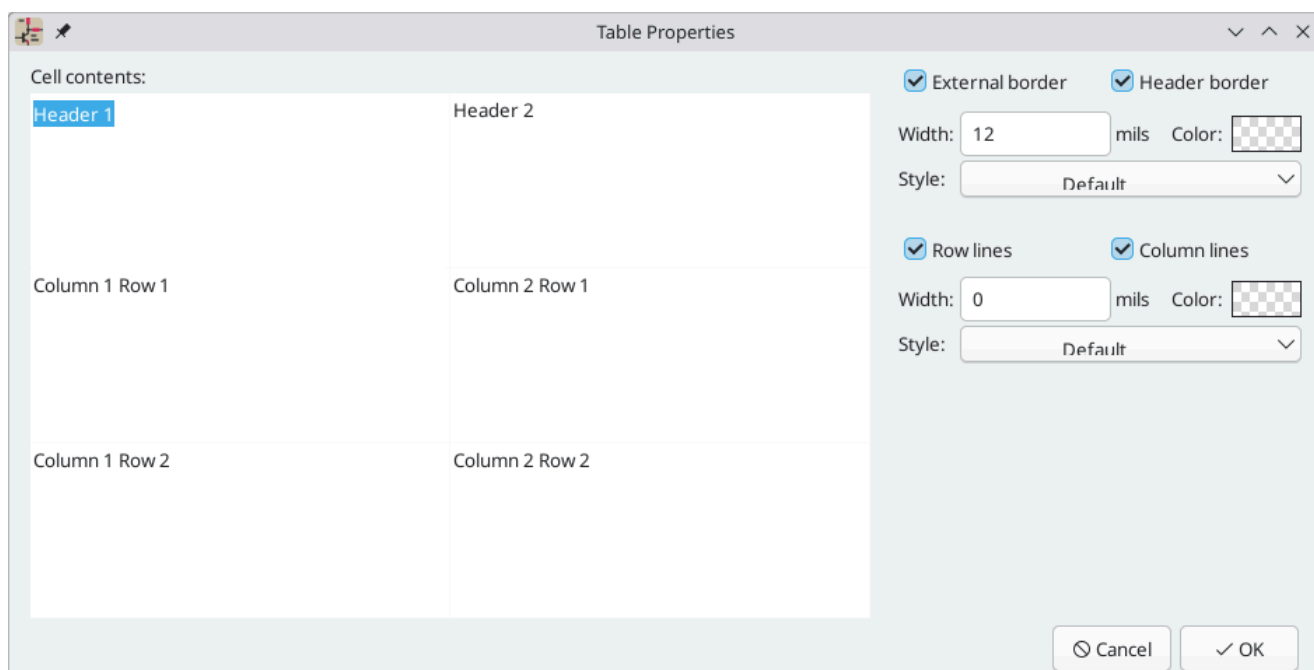 Table Properties
Cell contents:
Header 1
Header 2
Column 1 Row 1
Column 2 Row 1
Column 1 Row 2
Column 2 Row 2
External border
Header border
Width: 12 mils Color:
Style: Default
Row lines
Column lines
Width: 0 mils Color:
Style: Default
Cancel
OK